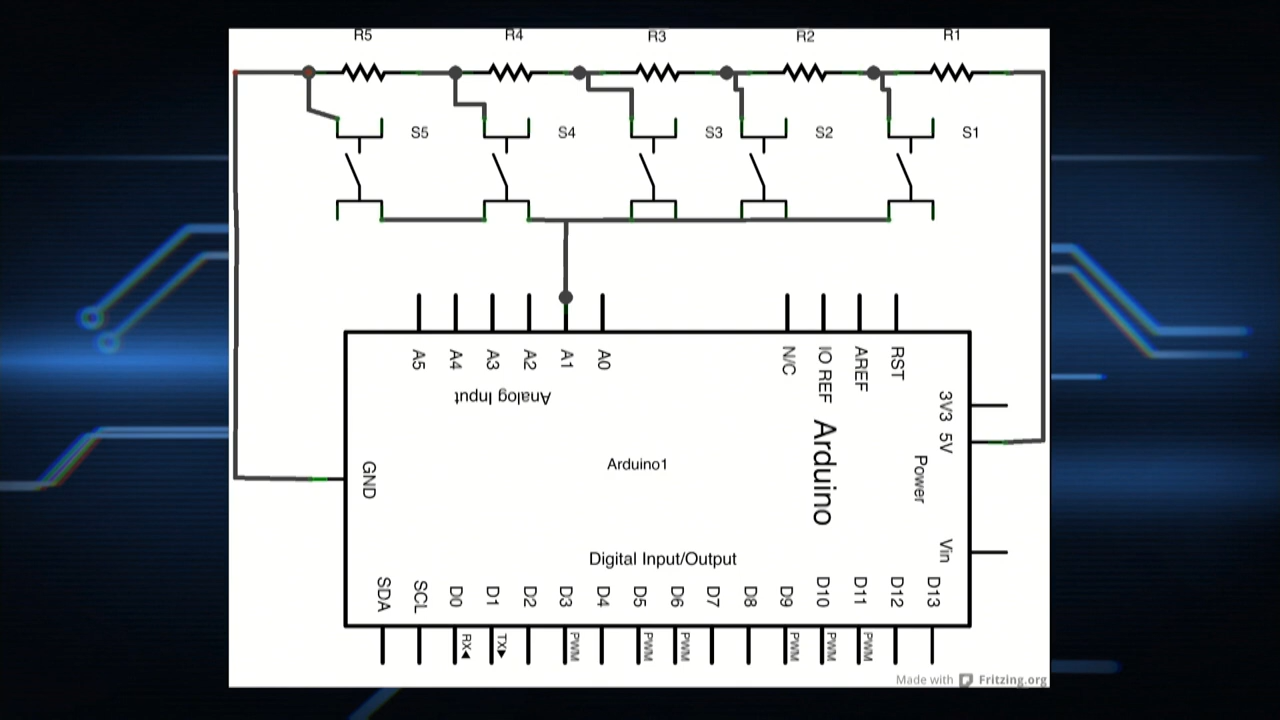 R5 R4 R3 R2 R1
S5 S4 S3 S2 S1
A5 A4 A3 A2 A1 A0 N/C IO REF AREF RST
Analog Input
3V3
5V
Arduino
Arduino1
Power
GND
Vin
Digital Input/Output
SDA SCL D0 D1 D2 D3 D4 D5 D6 D7 D8 D9 D10 D11 D12 D13
RX TX PWM PWM PWM PWM PWM PWM
Made with Fritzing.org